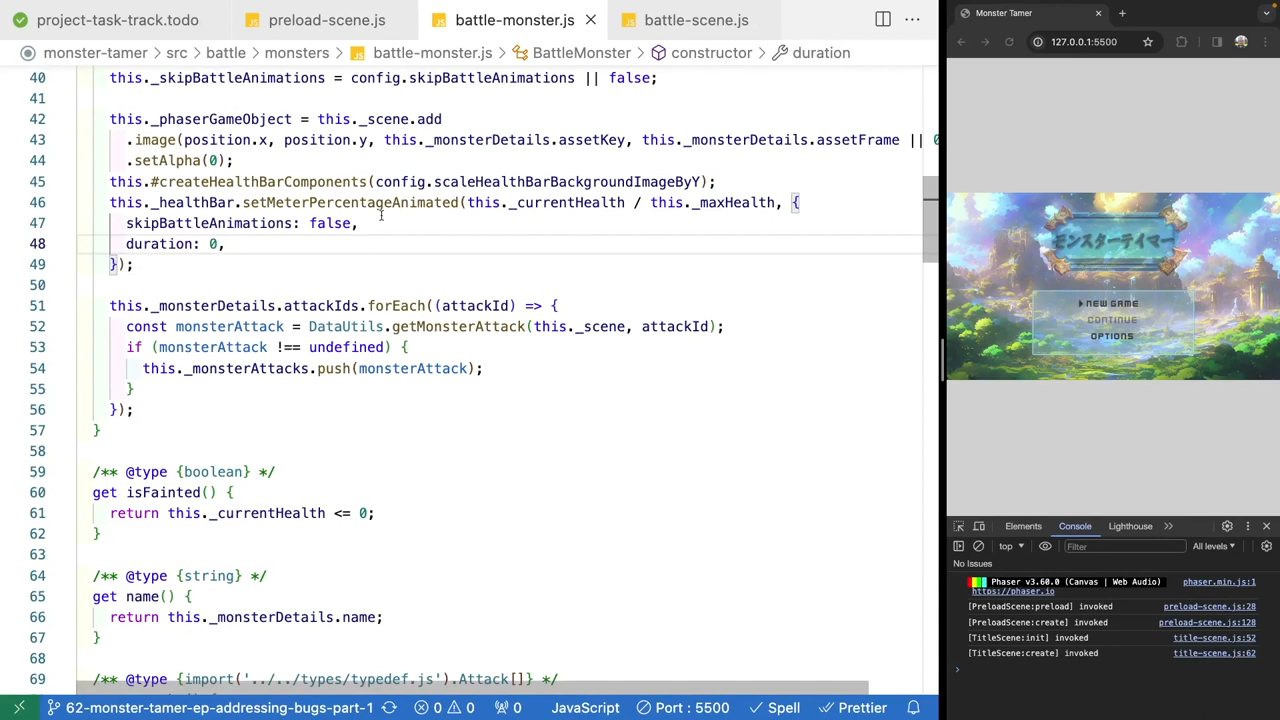 project-task-track.todo
preload-scene.js
battle-monster.js
battle-scene.js
monster-tamer > src > battle > monsters > battle-monster.js > BattleMonster > constructor > duration
40 this._skipBattleAnimations = config.skipBattleAnimations || false;
41
42 this._phaserGameObject = this._scene.add
43 .image(position.x, position.y, this._monsterDetails.assetKey, this._monsterDetails.assetFrame || 0
44 .setAlpha(0);
45 this.#createHealthBarComponents(config.scaleHealthBarBackgroundImageByY);
46 this._healthBar.setMeterPercentageAnimated(this._currentHealth / this._maxHealth, {
47 skipBattleAnimations: false,
48 duration: 0,
49 });
50
51 this._monsterDetails.attackIds.forEach((attackId) => {
52 const monsterAttack = DataUtils.getMonsterAttack(this._scene, attackId);
53 if (monsterAttack !== undefined) {
54 this._monsterAttacks.push(monsterAttack);
55 }
56 });
57 }
58
59 /** @type {boolean} */
60 get isFainted() {
61 return this._currentHealth <= 0;
62 }
63
64 /** @type {string} */
65 get name() {
66 return this._monsterDetails.name;
67 }
68
69 /** @type {import('../../types/typedef.js').Attack[]} */
62-monster-tamer-ep-addressing-bugs-part-1 0 0 0 JavaScript Port : 5500 Spell Prettier
Monster Tamer
127.0.0.1:5500
モンスターテイマー
NEW GAME
CONTINUE
OPTIONS
Elements Console Lighthouse
top Filter All levels
No Issues
Phaser v3.60.0 (Canvas | Web Audio) phaser.min.js:1
https://phaser.io
[PreloadScene:preload] invoked preload-scene.js:28
[PreloadScene:create] invoked preload-scene.js:128
[TitleScene:init] invoked title-scene.js:52
[TitleScene:create] invoked title-scene.js:62